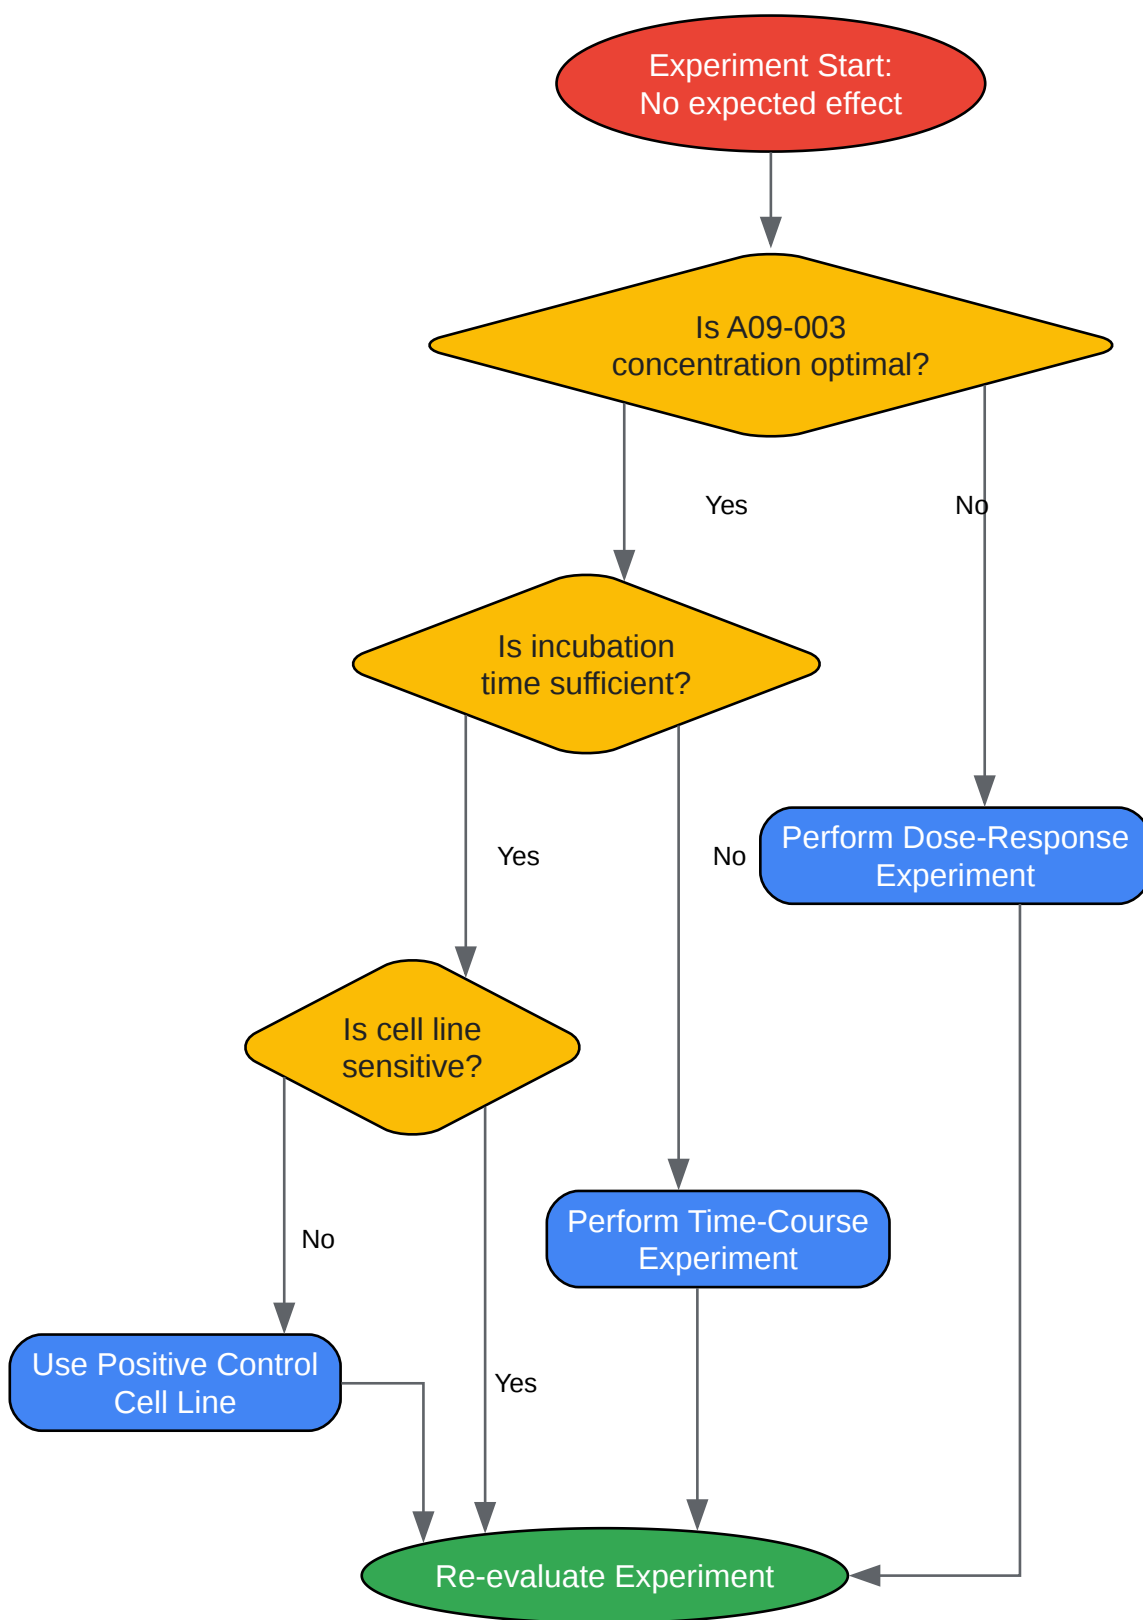 Experiment Start:
No expected effect
Is A09-003
concentration optimal?
Yes
No
Is incubation
time sufficient?
Yes
No
Perform Dose-Response
Experiment
Is cell line
sensitive?
No
Perform Time-Course
Experiment
Use Positive Control
Cell Line
Yes
Re-evaluate Experiment